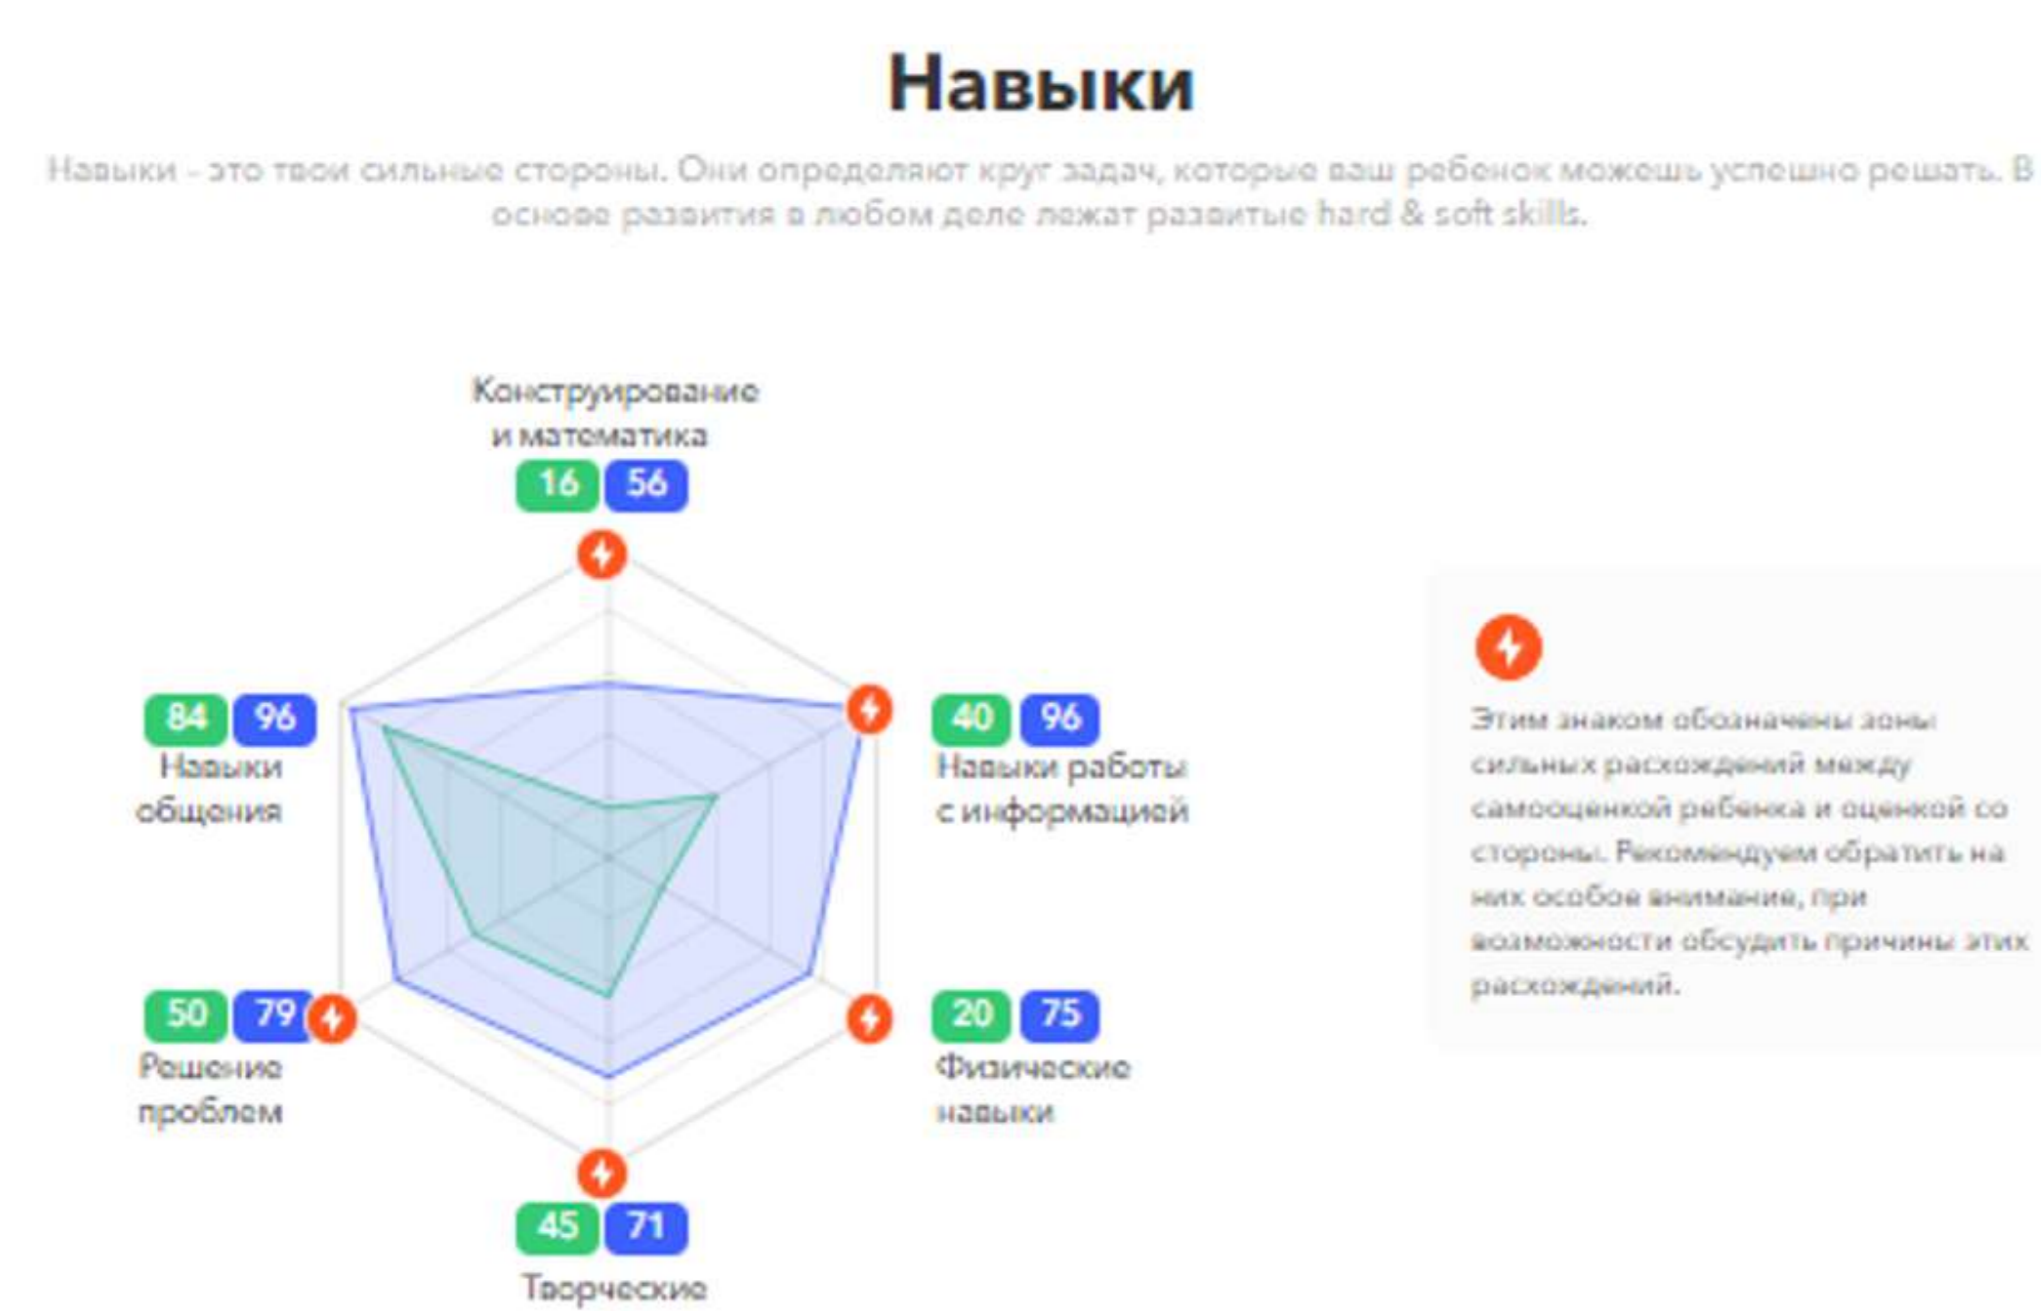 Навыки
Навыки - это твои сильные стороны. Они определяют круг задач, которые ваш ребенок можешь успешно решать. В
основе развития в любом деле лежат развитые hard & soft skills.
Конструирование
и математика
16 56
84 96
Навыки
общения
40 96
Навыки работы
с информацией
50 79
Решение
проблем
20 75
Физические
навыки
45 71
Творческие
Этим знаком обозначены зоны
сильных расхождений между
самооценкой ребенка и оценкой со
стороны. Рекомендуем обратить на
них особое внимание, при
возможности обсудить причины этих
расхождений.